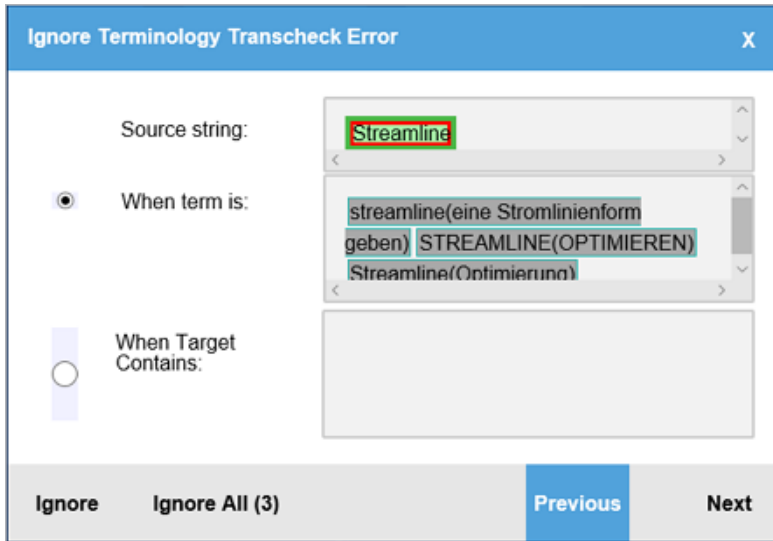 Ignore Terminology Transcheck Error X
Source string:
Streamline
When term is:
streamline(eine Stromlinienform
geben) STREAMLINE(OPTIMIEREN)
Streamline(Optimierung)
When Target
Contains:
Ignore Ignore All (3) Previous Next